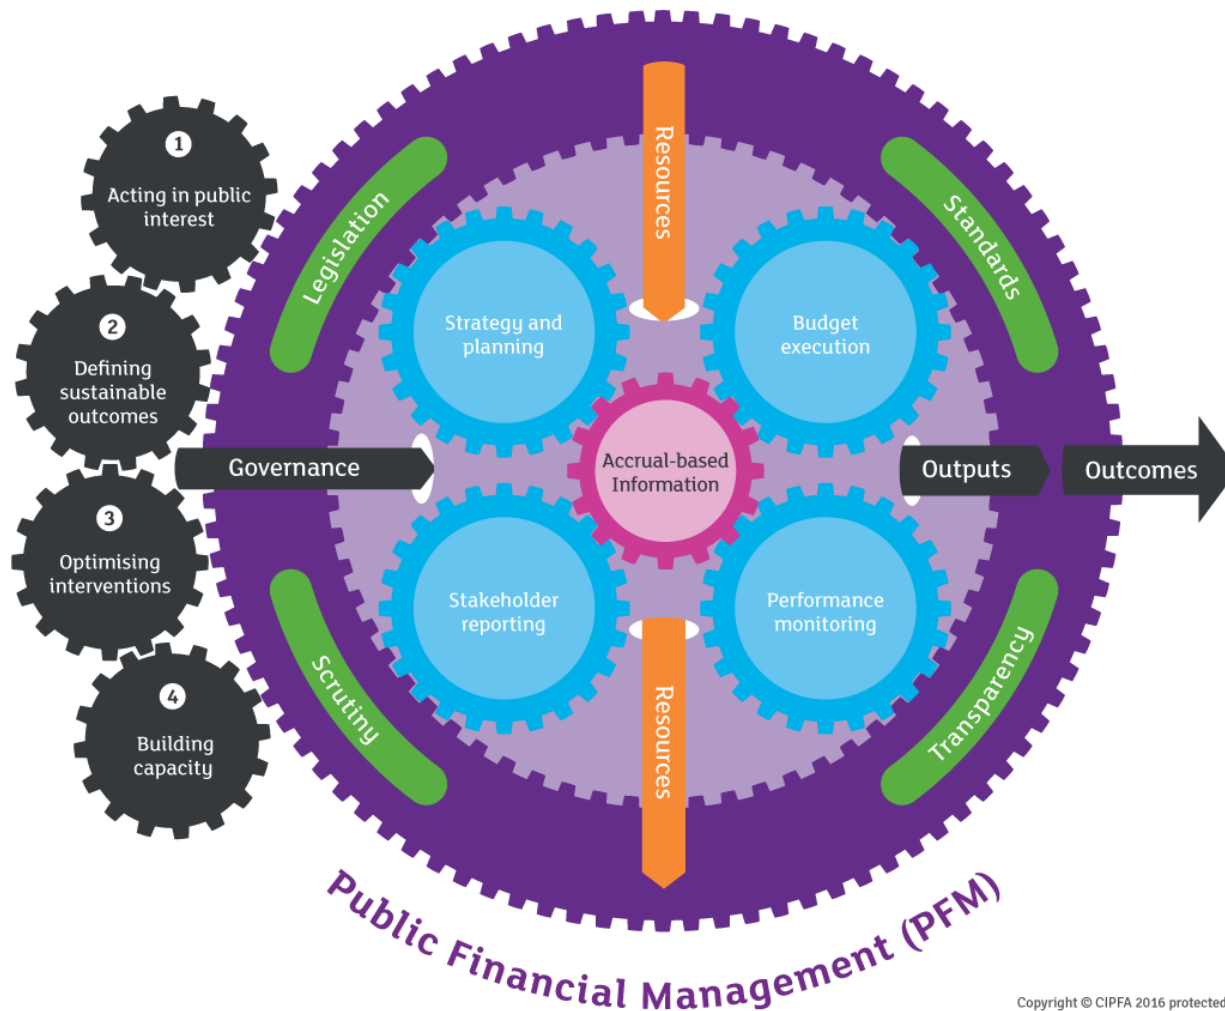 1
Acting in public
interest
2
Defining
sustainable
outcomes
3
Optimising
interventions
4
Building
capacity
Governance
Legislation
Scrutiny
Resources
Standards
Transparency
Strategy and
planning
Budget
execution
Accrual-based
Information
Stakeholder
reporting
Performance
monitoring
Resources
Outputs
Outcomes
Public Financial Management (PFM)
Copyright © CIPFA 2016 protected